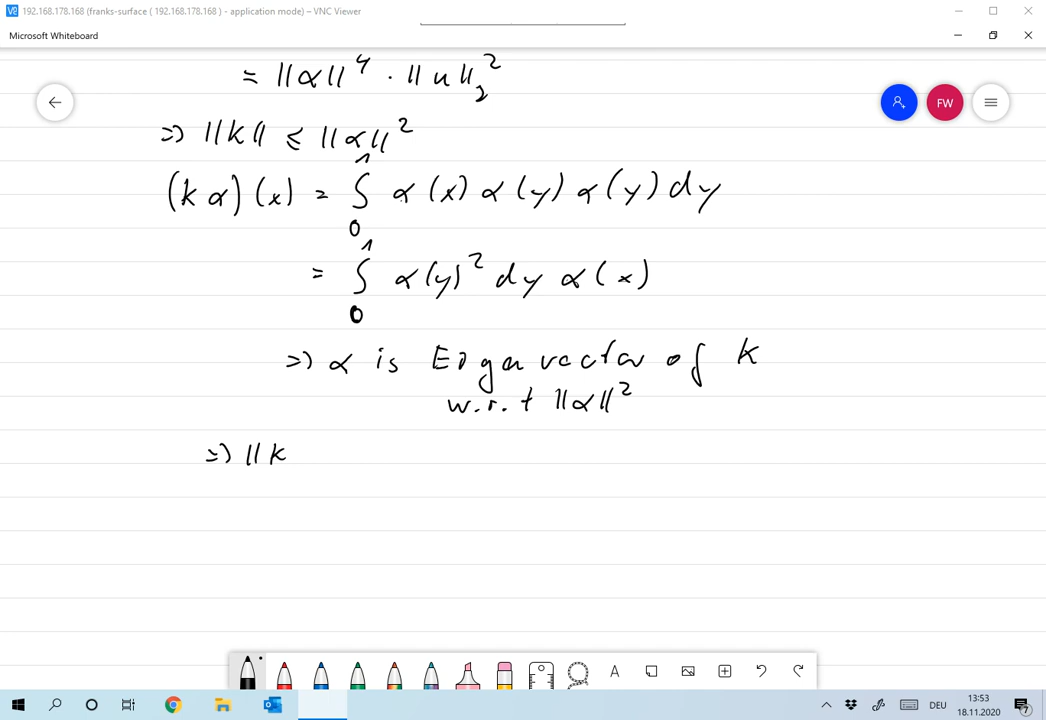 192.168.178.168 (franks-surface ( 192.168.178.168 ) - application mode) – VNC Viewer
Microsoft Whiteboard
= ||α||⁴ · ||u||₂²
FW
=> ||k|| ≤ ||α||²
(kα)(x) = ∫₀¹ α(x) α(y) α(y) dy
= ∫₀¹ α(y)² dy α(x)
=> α is Eigenvector of k
w.r.t ||α||²
=> ||k
A
DEU
13:53
18.11.2020
7